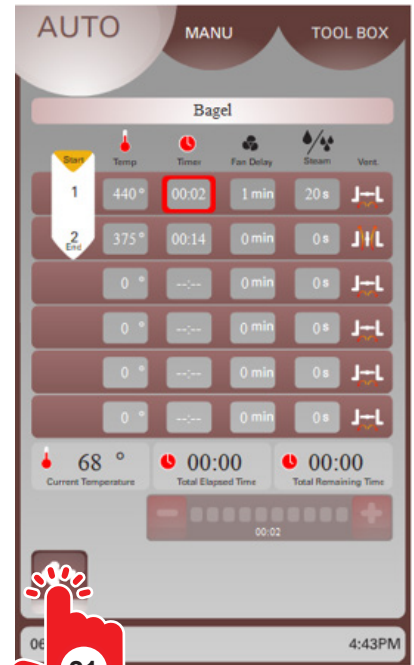 AUTO MANU TOOL BOX
Bagel
Start Temp Timer Fan Delay Steam Vent.
1 440° 00:02 1 min 20 s
2 375° 00:14 0 min 0 s
End
0 ° --:-- 0 min 0 s
0 ° --:-- 0 min 0 s
0 ° --:-- 0 min 0 s
0 ° --:-- 0 min 0 s
68 ° 00:00 00:00
Current Temperature Total Elapsed Time Total Remaining Time
00:02
4:43PM